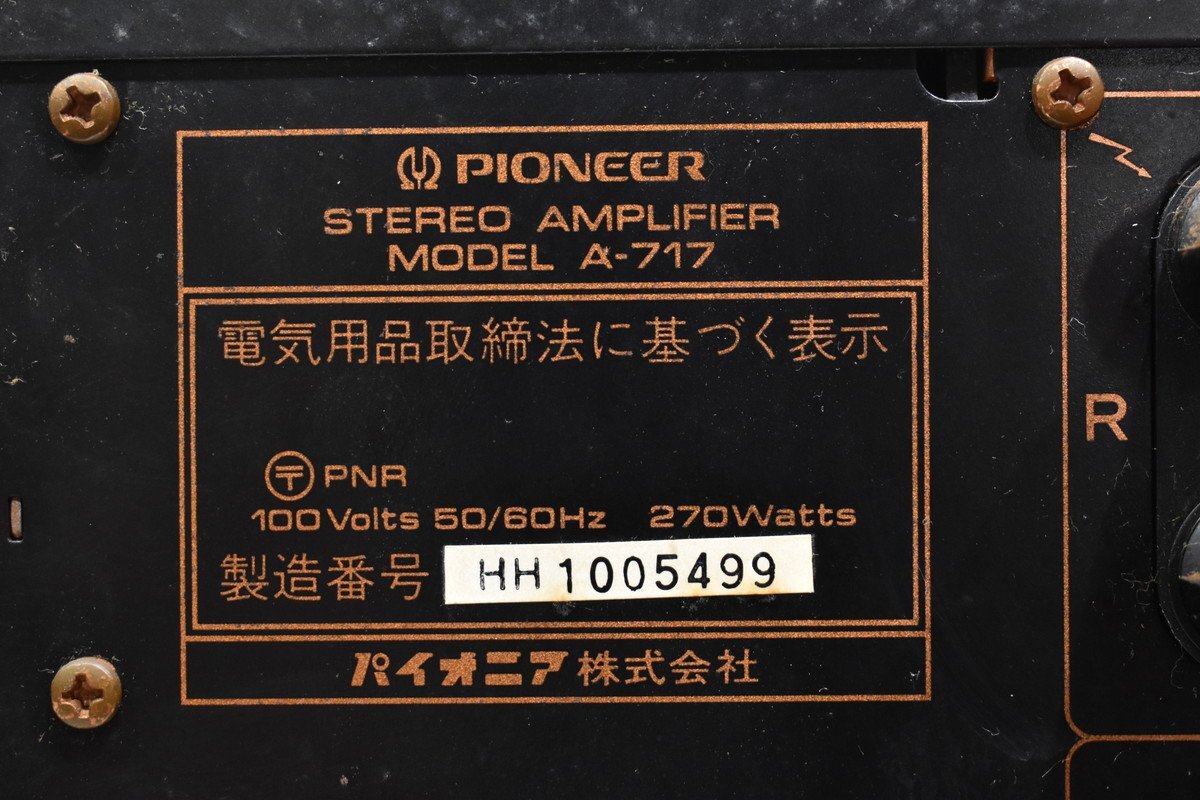 PIONEER
STEREO AMPLIFIER
MODEL A-717
電気用品取締法に基づく表示
〒 PNR
100Volts 50/60Hz 270Watts
製造番号 HH1005499
パイオニア株式会社
R